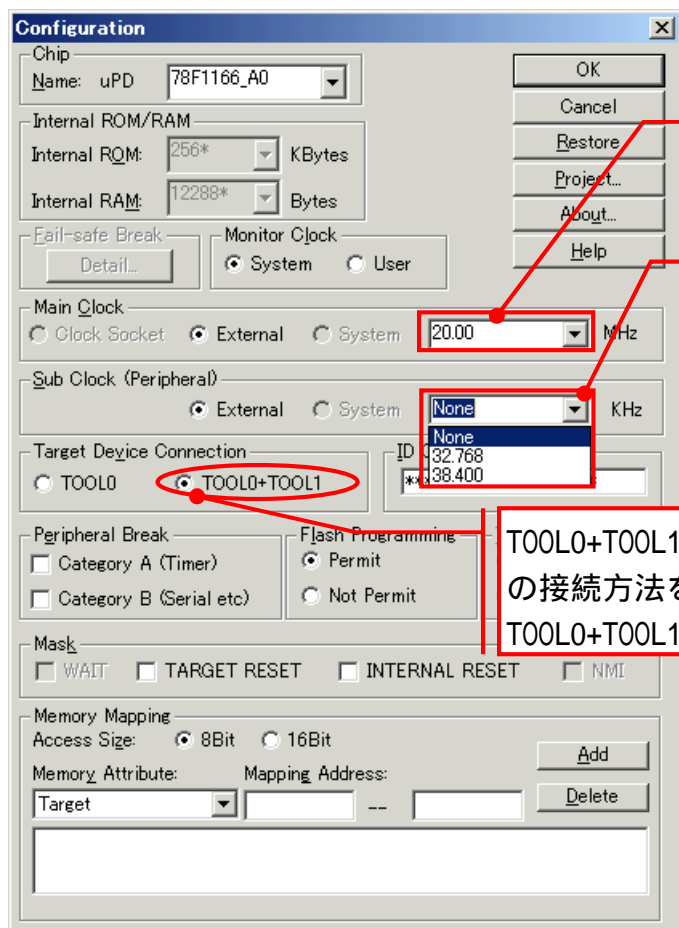 Configuration
Chip
Name: uPD 78F1166_A0
OK
Cancel
Restore
Project...
About...
Help
Internal ROM/RAM
Internal ROM: 256* KBytes
Internal RAM: 12288* Bytes
Fail-safe Break
Detail...
Monitor Clock
System User
Main Clock
Clock Socket External System 20.00 MHz
Sub Clock (Peripheral)
External System None KHz
None
32.768
38.400
Target Device Connection
TOOL0 TOOL0+TOOL1
ID
Peripheral Break
Category A (Timer)
Category B (Serial etc)
Flash Programming
Permit
Not Permit
TOOL0+TOOL1
の接続方法を
TOOL0+TOOL1
Mask
WAIT TARGET RESET INTERNAL RESET NMI
Memory Mapping
Access Size: 8Bit 16Bit
Memory Attribute: Mapping Address:
Target --
Add
Delete